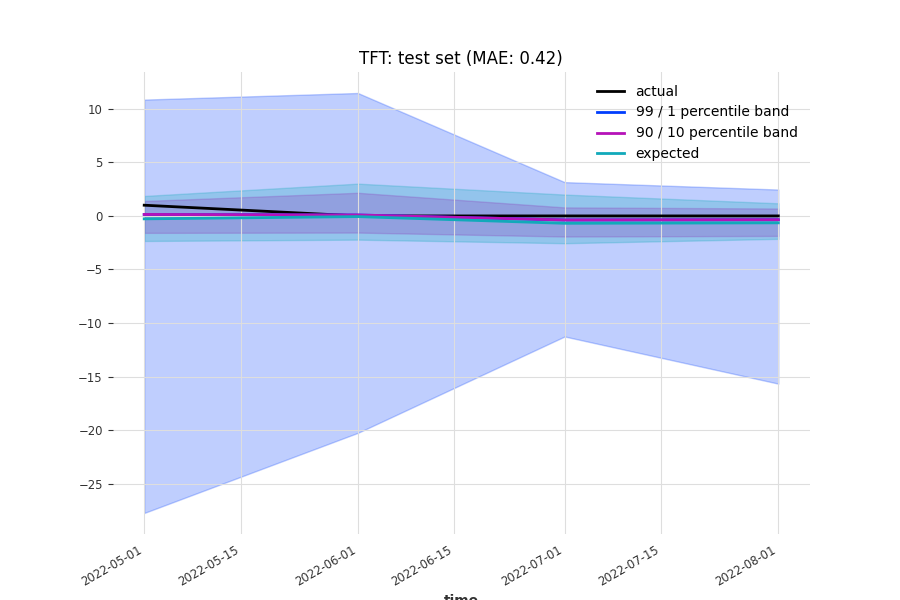 TFT: test set (MAE: 0.42)
actual
99 / 1 percentile band
90 / 10 percentile band
expected
10
5
0
−5
−10
−15
−20
−25
2022-05-01
2022-05-15
2022-06-01
2022-06-15
2022-07-01
2022-07-15
2022-08-01
time